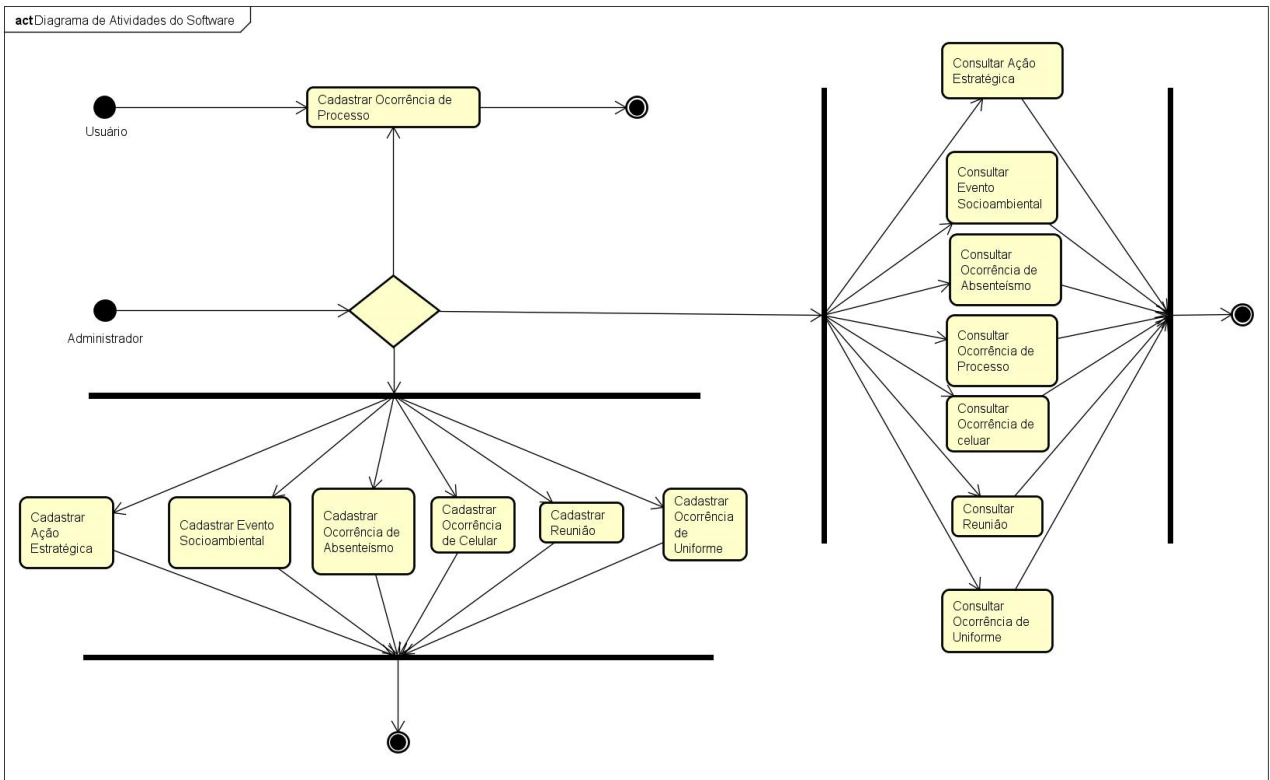 act Diagrama de Atividades do Software
Cadastrar Ocorrência de
Processo
Usuário
Administrador
Cadastrar
Ação
Estratégica
Cadastrar Evento
Socioambiental
Cadastrar
Ocorrência de
Absenteísmo
Cadastrar
Ocorrência
de Celular
Cadastrar
Reunião
Cadastrar
Ocorrência
de
Uniforme
Consultar Ação
Estratégica
Consultar
Evento
Socioambiental
Consultar
Ocorrência de
Absenteísmo
Consultar
Ocorrência de
Processo
Consultar
Ocorrência de
celuar
Consultar
Reunião
Consultar
Ocorrência de
Uniforme